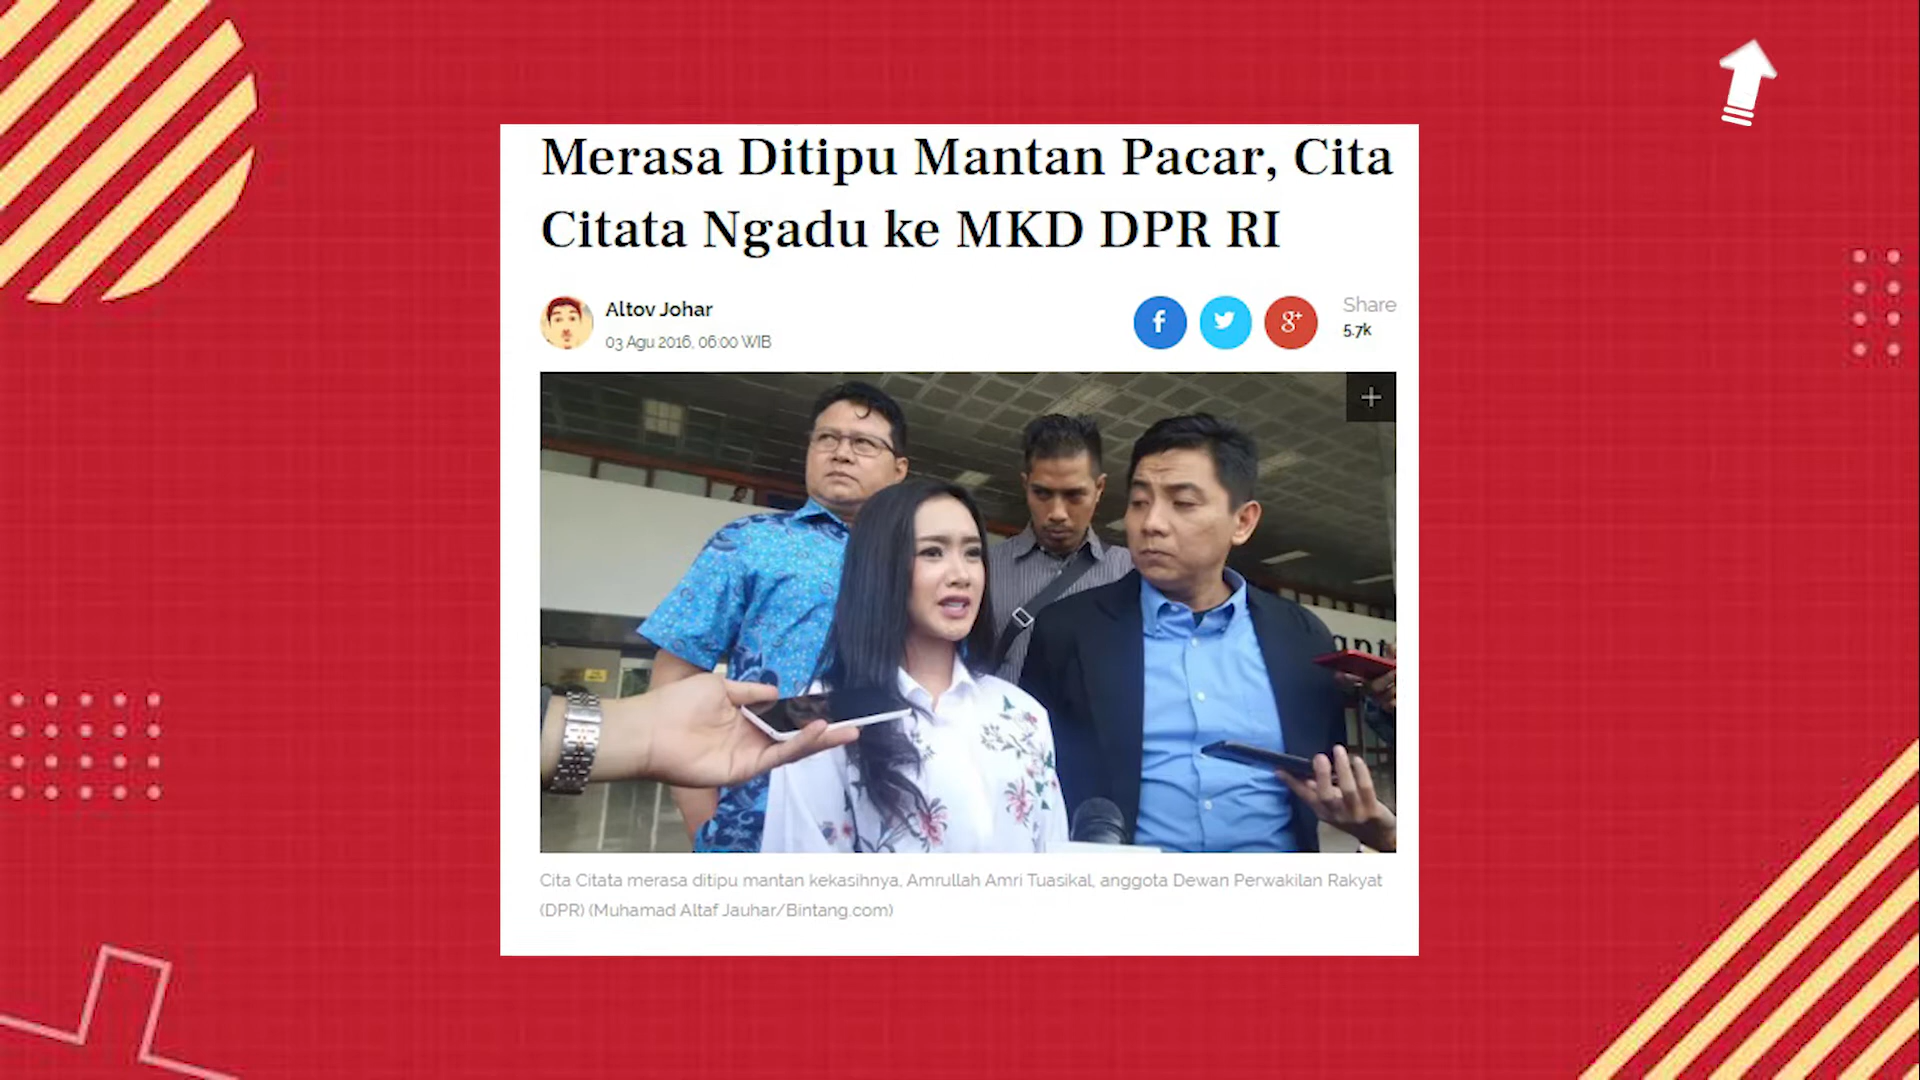 Merasa Ditipu Mantan Pacar, Cita
Citata Ngadu ke MKD DPR RI
Altov Johar
03 Agu 2016, 06:00 WIB
f
g+
Share
5.7k
Cita Citata merasa ditipu mantan kekasihnya, Amrullah Amri Tuasikal, anggota Dewan Perwakilan Rakyat
(DPR) (Muhamad Altaf Jauhar/Bintang.com)